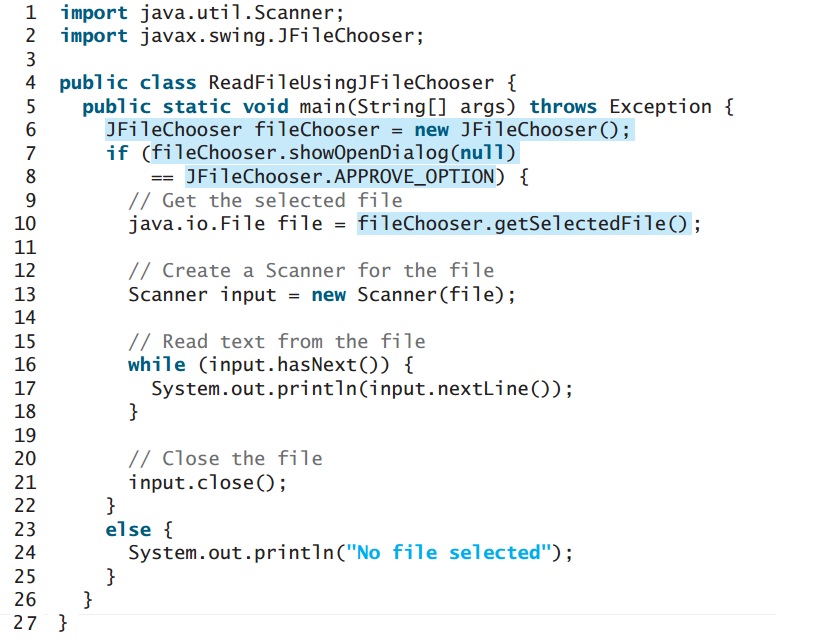 1 import java.util.Scanner;
2 import javax.swing.JFileChooser;
3
4 public class ReadFileUsingJFileChooser {
5   public static void main(String[] args) throws Exception {
6     JFileChooser fileChooser = new JFileChooser();
7     if (fileChooser.showOpenDialog(null)
8         == JFileChooser.APPROVE_OPTION) {
9       // Get the selected file
10       java.io.File file = fileChooser.getSelectedFile();
11
12       // Create a Scanner for the file
13       Scanner input = new Scanner(file);
14
15       // Read text from the file
16       while (input.hasNext()) {
17         System.out.println(input.nextLine());
18       }
19
20       // Close the file
21       input.close();
22     }
23     else {
24       System.out.println("No file selected");
25     }
26   }
27 }